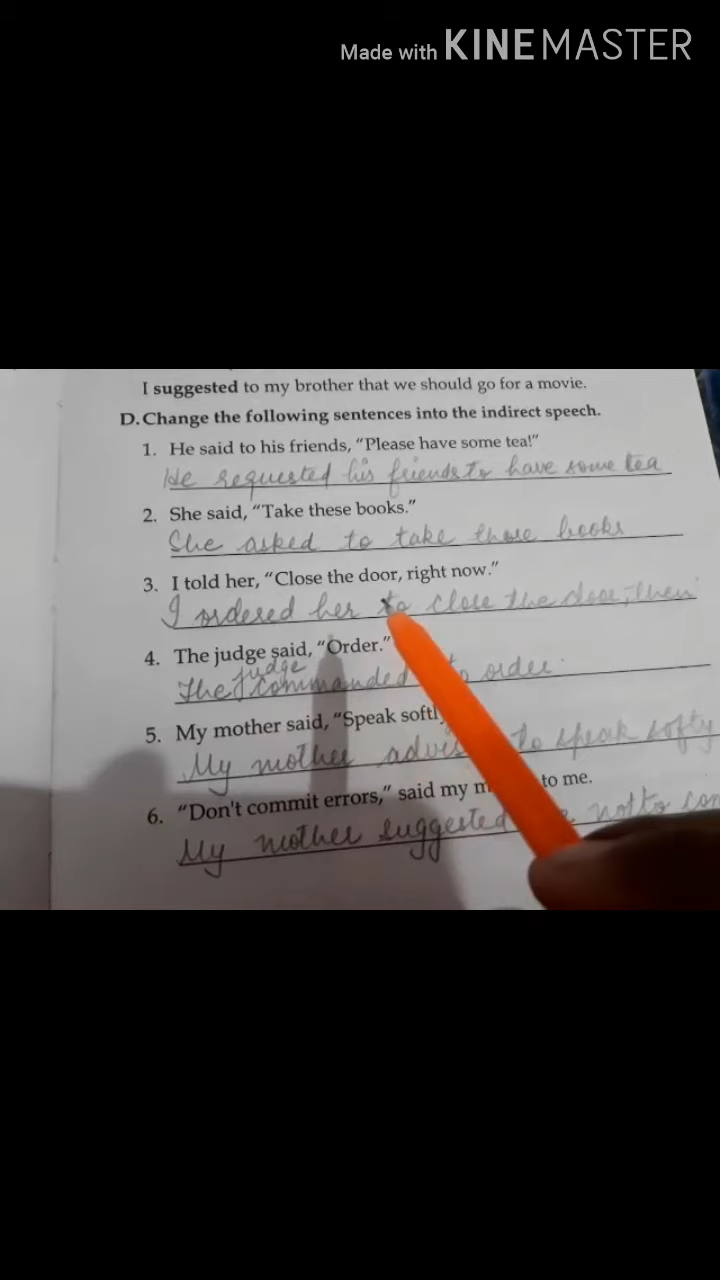 Made with KINEMASTER
I suggested to my brother that we should go for a movie.
D. Change the following sentences into the indirect speech.
1. He said to his friends, “Please have some tea!”
He requested his friends to have some tea
2. She said, “Take these books.”
She asked to take those books
3. I told her, “Close the door, right now.”
I ordered her to close the door, then
4. The judge said, “Order.”
The judge commanded to order.
5. My mother said, “Speak softl
My mother to speak softy
6. “Don't commit errors,” said my to me.
My mother suggested not to